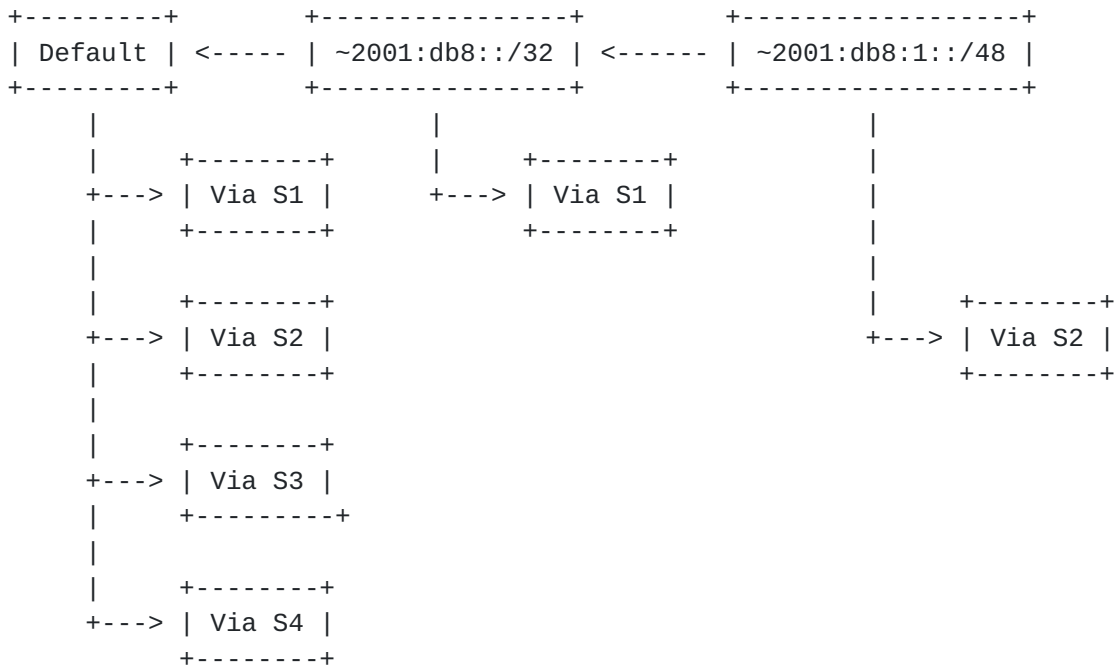 +---------+        +----------------+         +------------------+
| Default | <----- | ~2001:db8::/32 | <------ | ~2001:db8:1::/48 |
+---------+        +----------------+         +------------------+
     |                     |                           |
     |     +--------+      |     +--------+            |
     +---> | Via S1 |      +---> | Via S1 |            |
     |     +--------+            +--------+            |
     |                                                 |
     |     +--------+                                  |     +--------+
     +---> | Via S2 |                                  +---> | Via S2 |
     |     +--------+                                        +--------+
     |
     |     +--------+
     +---> | Via S3 |
     |     +---------+
     |
     |     +--------+
     +---> | Via S4 |
           +--------+